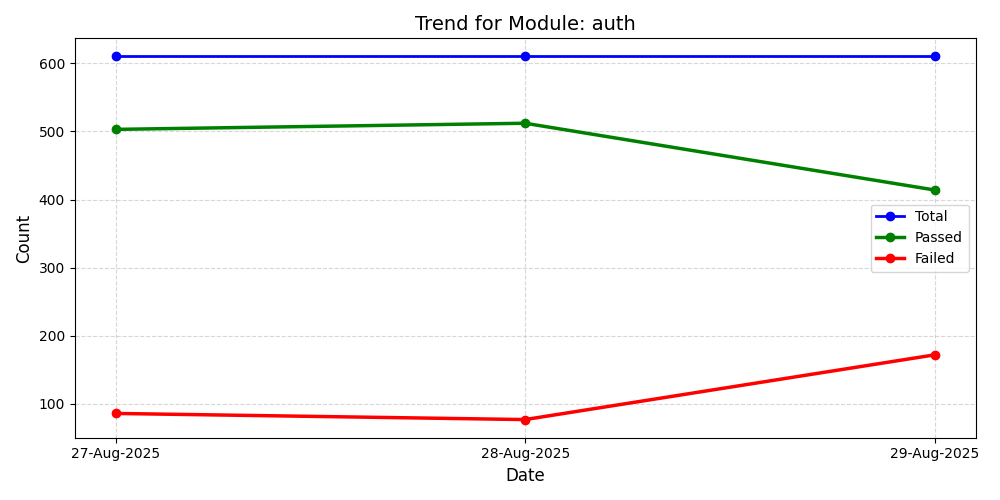 Trend for Module: auth
600
500
400
300
200
100
Count
Total
Passed
Failed
27-Aug-2025
28-Aug-2025
29-Aug-2025
Date